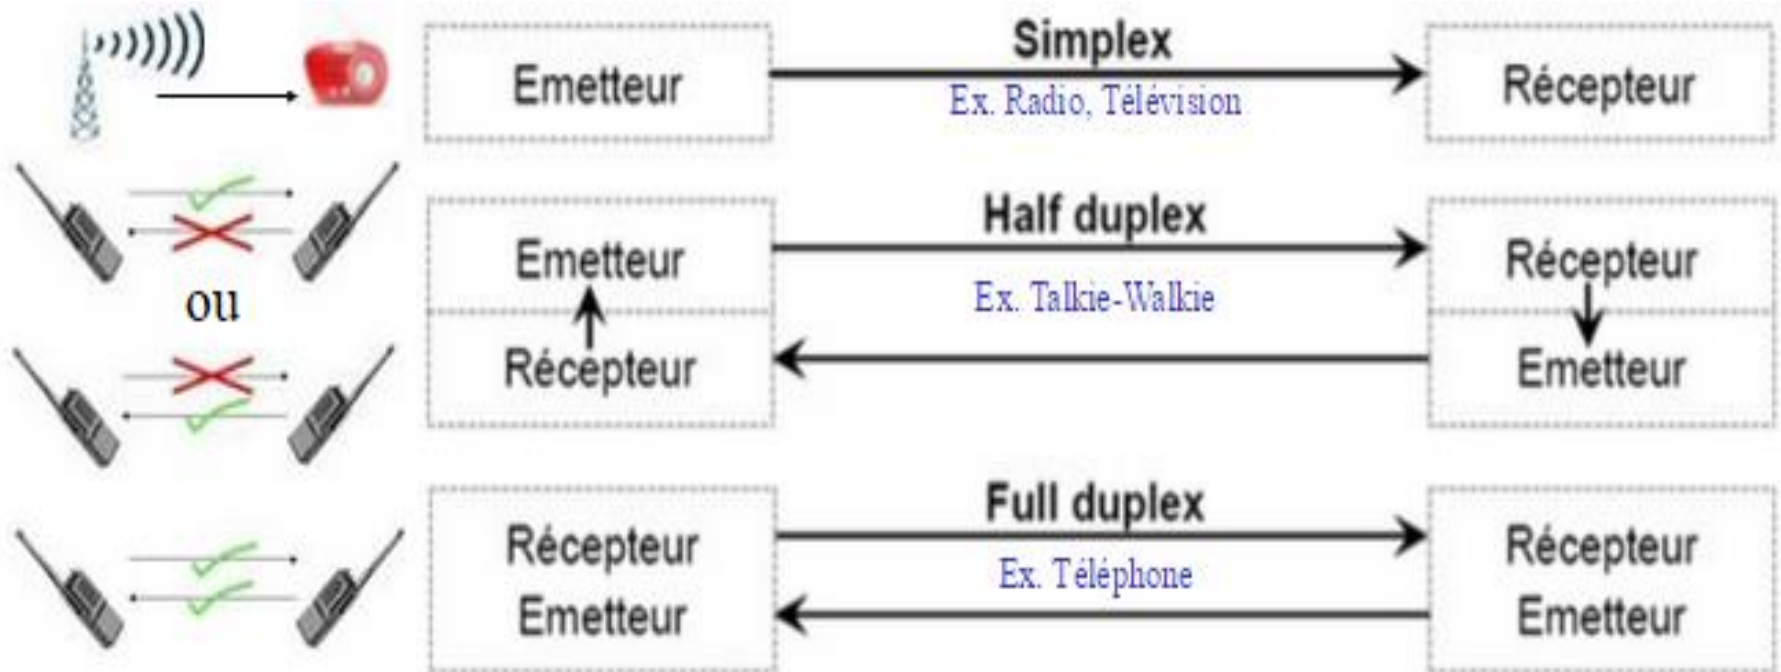 Simplex
Emetteur
Récepteur
Ex. Radio, Télévision
Half duplex
Emetteur
Récepteur
Ex. Talkie-Walkie
ou
Récepteur
Emetteur
Full duplex
Récepteur
Récepteur
Ex. Téléphone
Emetteur
Emetteur